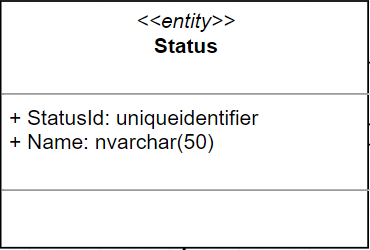 <<entity>>
Status
+ StatusId: uniqueidentifier
+ Name: nvarchar(50)